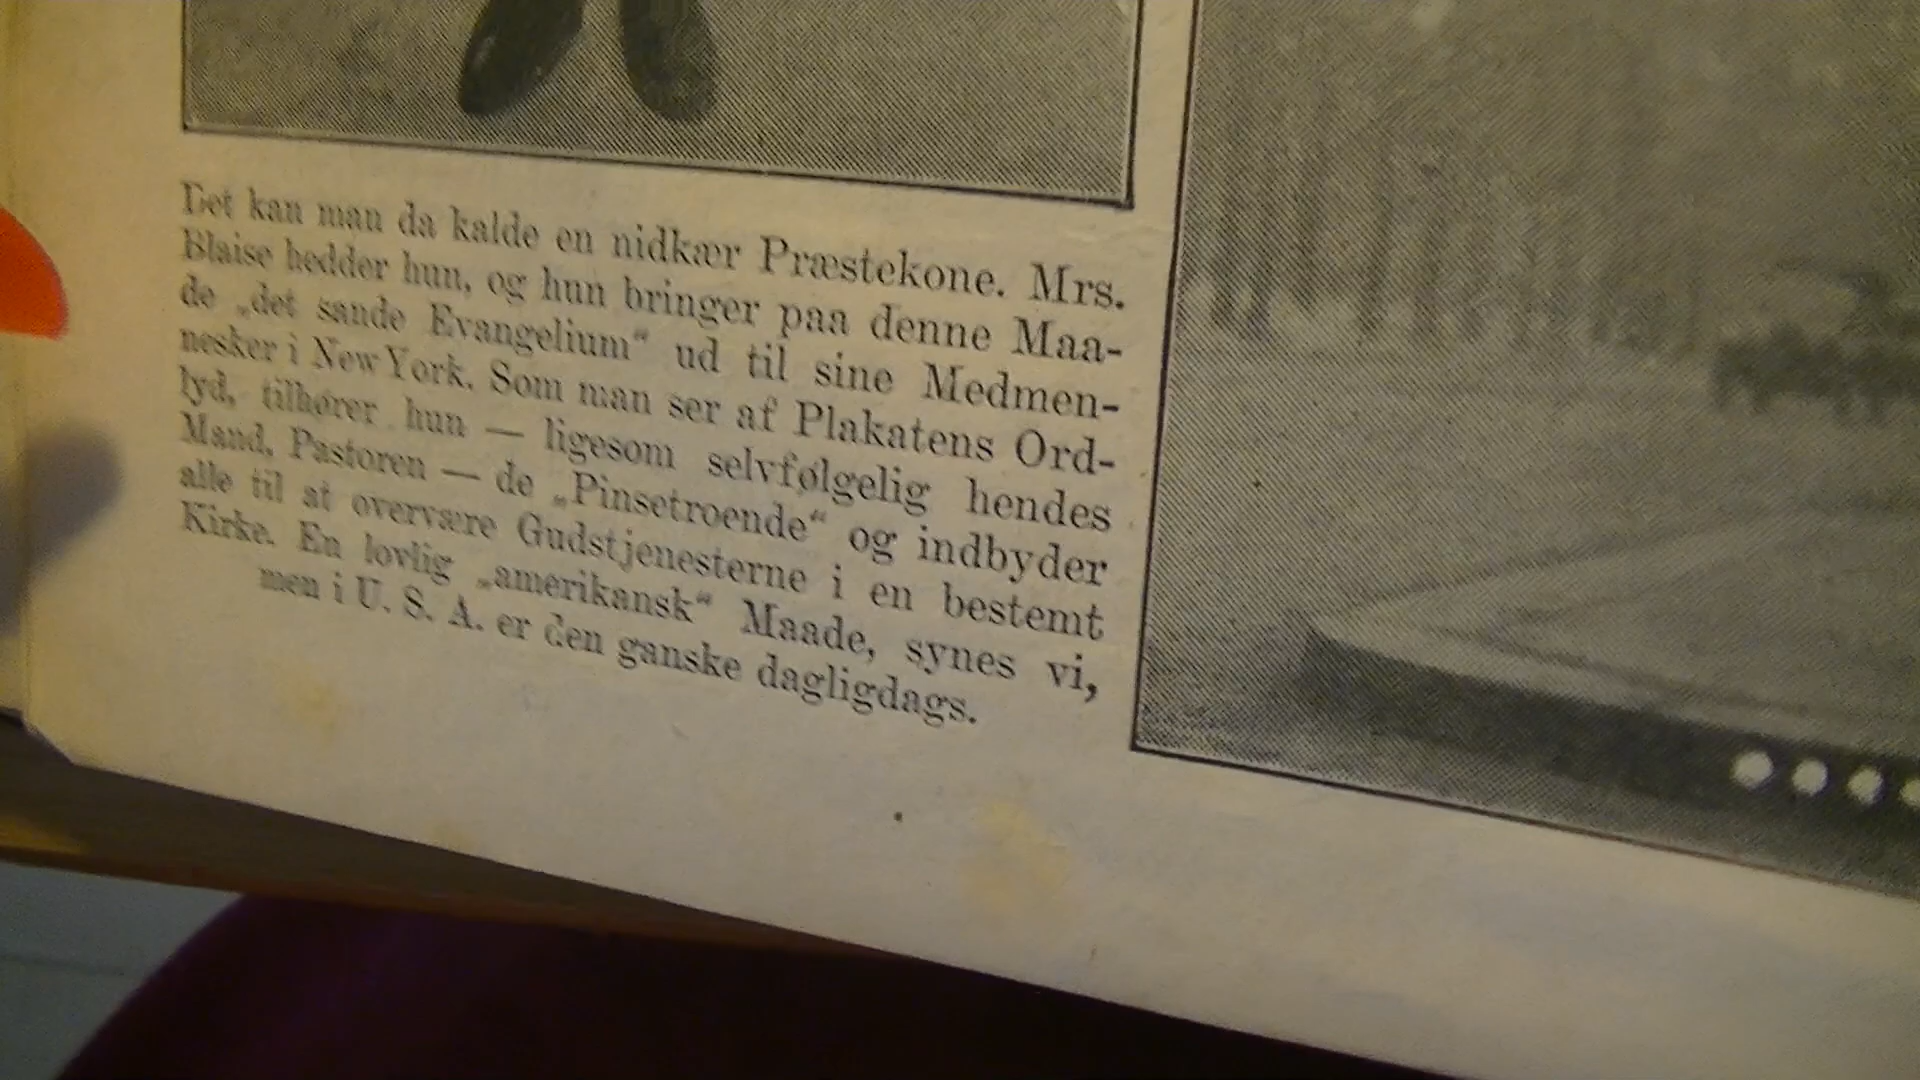 Det kan man da kalde en nidkær Præstekone. Mrs.
Blaise hedder hun, og hun bringer paa denne Maa-
de „det sande Evangelium“ ud til sine Medmen-
nesker i New York. Som man ser af Plakatens Ord-
lyd, tilhører hun — ligesom selvfølgelig hendes
Mand, Pastoren — de „Pinsetroende“ og indbyder
alle til at overvære Gudstjenesterne i en bestemt
Kirke. En lovlig „amerikansk“ Maade, synes vi,
men i U. S. A. er den ganske dagligdags.